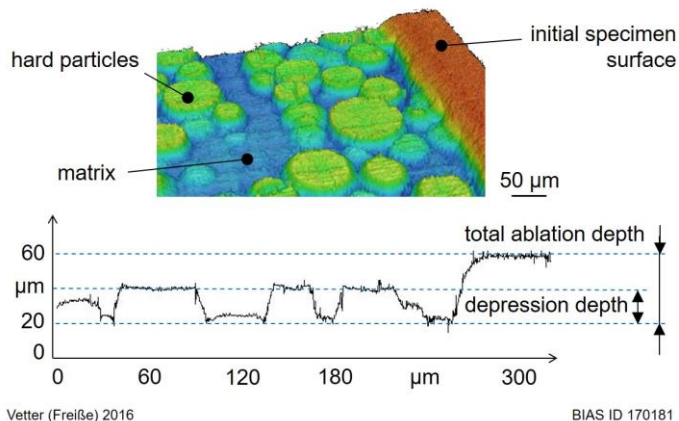 initial specimen
surface
hard particles
matrix
50 µm
total ablation depth
60
µm
depression depth
20
0
0 60 120 180 µm 300
Vetter (Freiße) 2016 BIAS ID 170181